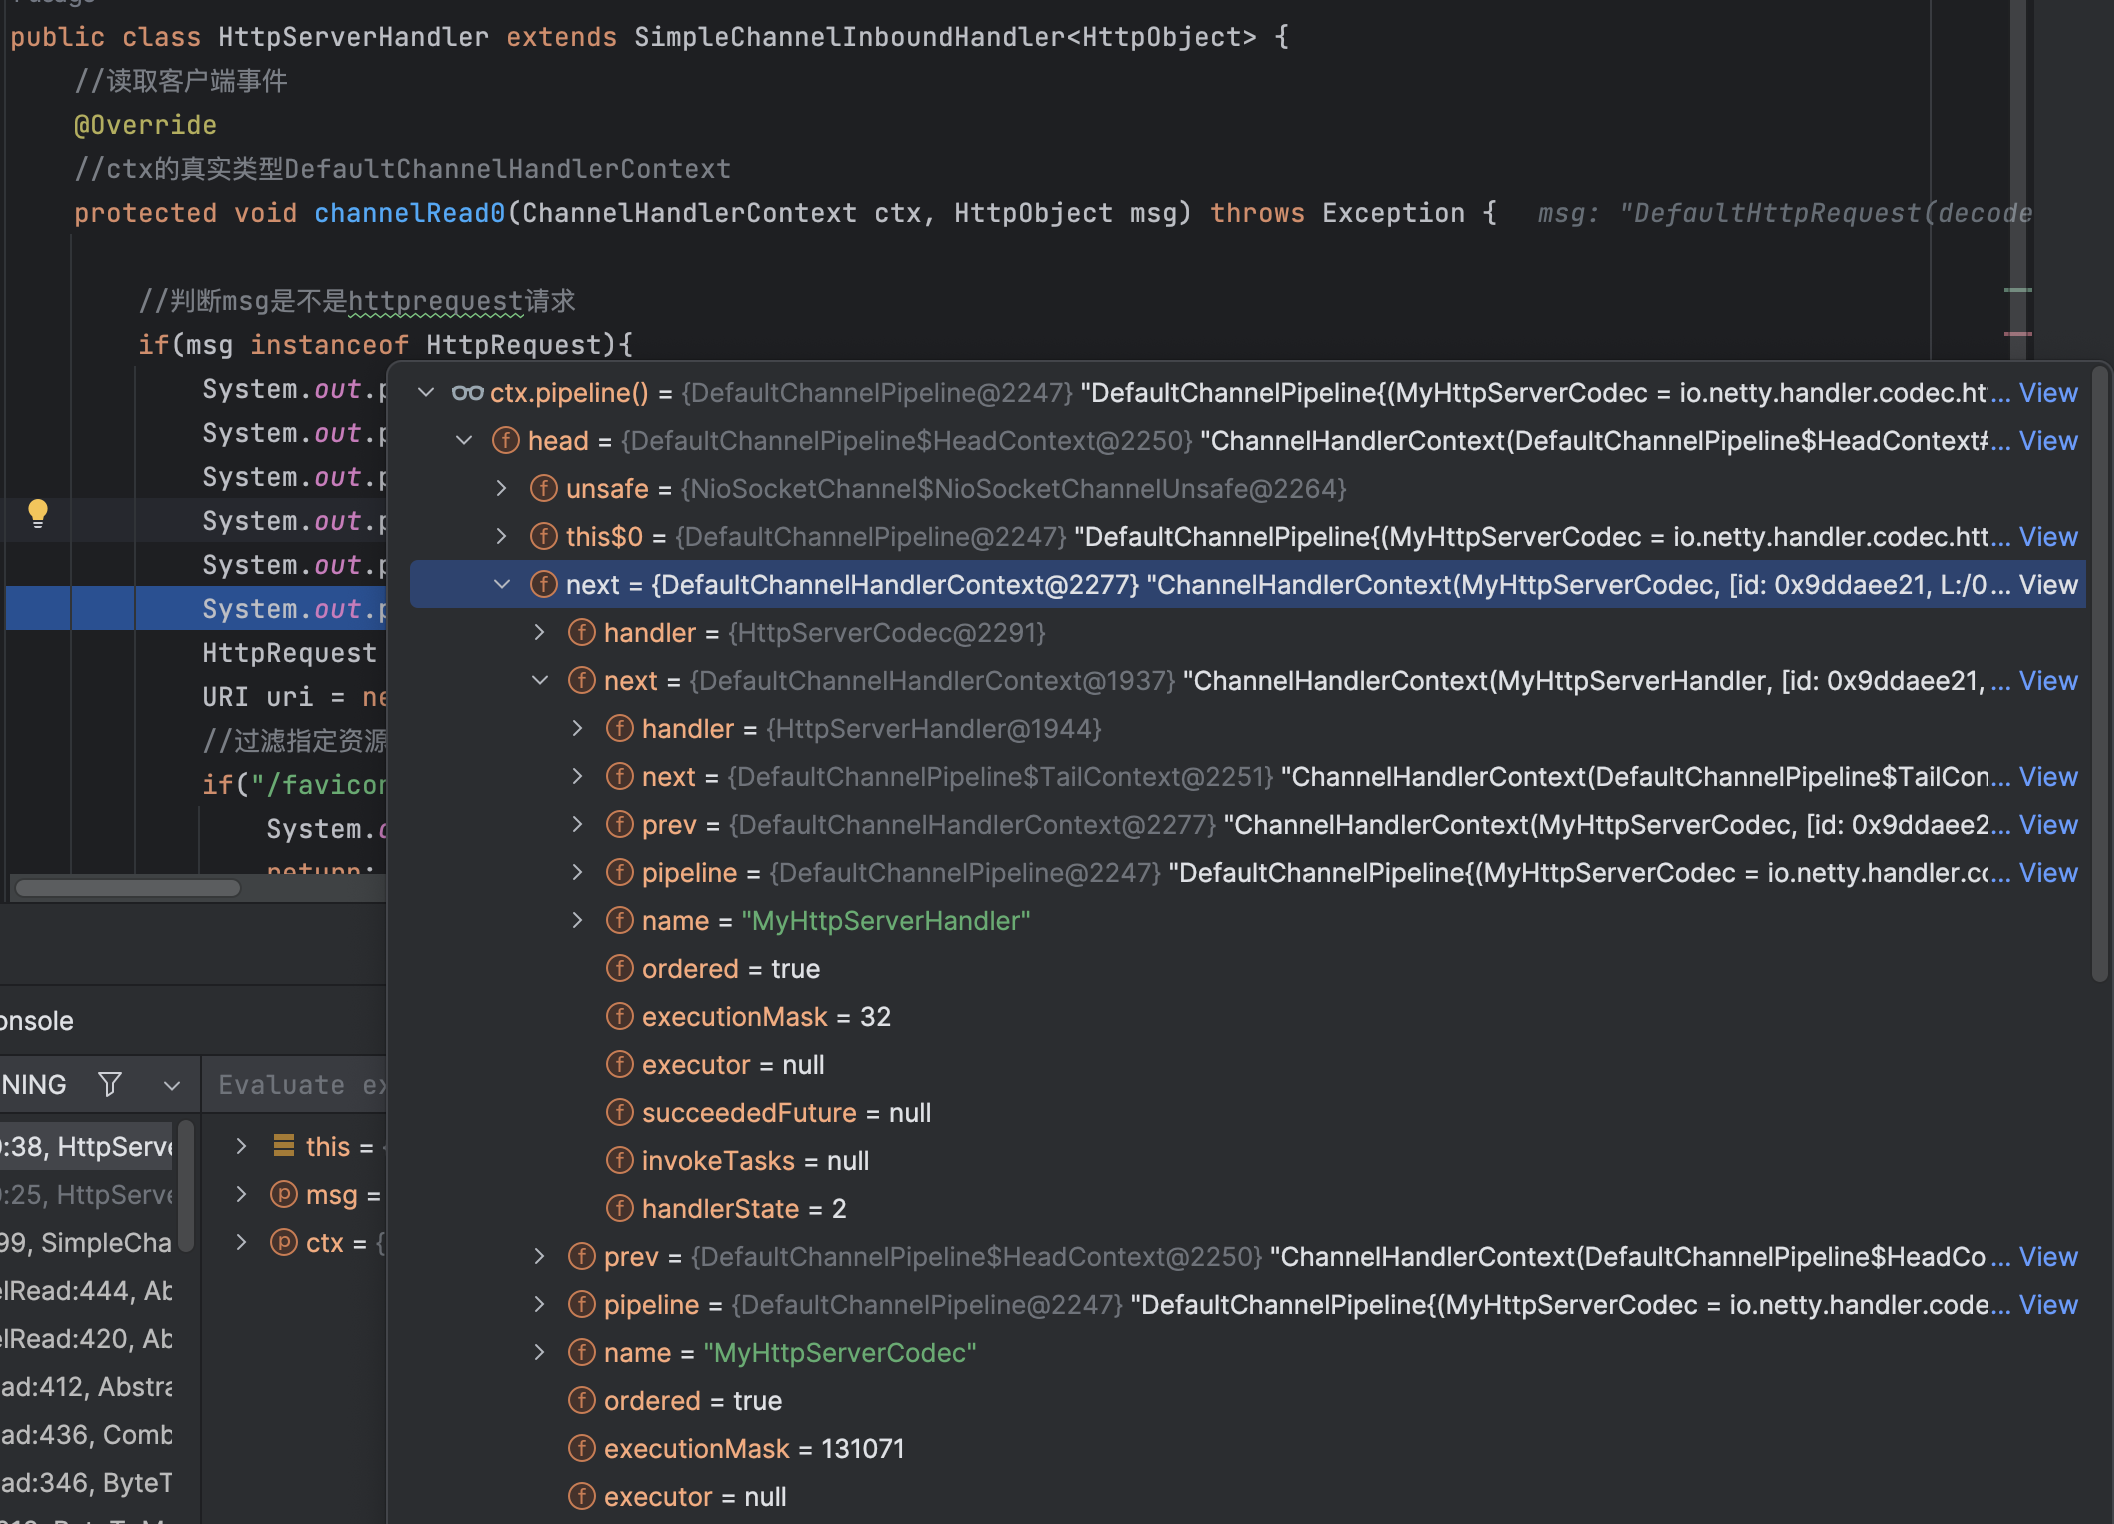 public class HttpServerHandler extends SimpleChannelInboundHandler<HttpObject> {
//读取客户端事件
@Override
//ctx的真实类型DefaultChannelHandlerContext
protected void channelRead0(ChannelHandlerContext ctx, HttpObject msg) throws Exception { msg: "DefaultHttpRequest(decode
//判断msg是不是httprequest请求
if(msg instanceof HttpRequest){
System.out.p
System.out.p
System.out.p
System.out.p
System.out.p
System.out.p
HttpRequest
URI uri = ne
//过滤指定资源
if("/favicon
System.o
return;
ctx.pipeline() = {DefaultChannelPipeline@2247} "DefaultChannelPipeline{(MyHttpServerCodec = io.netty.handler.codec.ht... View
head = {DefaultChannelPipeline$HeadContext@2250} "ChannelHandlerContext(DefaultChannelPipeline$HeadContext#... View
unsafe = {NioSocketChannel$NioSocketChannelUnsafe@2264}
this$0 = {DefaultChannelPipeline@2247} "DefaultChannelPipeline{(MyHttpServerCodec = io.netty.handler.codec.htt... View
next = {DefaultChannelHandlerContext@2277} "ChannelHandlerContext(MyHttpServerCodec, [id: 0x9ddaee21, L:/0... View
handler = {HttpServerCodec@2291}
next = {DefaultChannelHandlerContext@1937} "ChannelHandlerContext(MyHttpServerHandler, [id: 0x9ddaee21, ... View
handler = {HttpServerHandler@1944}
next = {DefaultChannelPipeline$TailContext@2251} "ChannelHandlerContext(DefaultChannelPipeline$TailCon... View
prev = {DefaultChannelHandlerContext@2277} "ChannelHandlerContext(MyHttpServerCodec, [id: 0x9ddaee2... View
pipeline = {DefaultChannelPipeline@2247} "DefaultChannelPipeline{(MyHttpServerCodec = io.netty.handler.cc... View
name = "MyHttpServerHandler"
ordered = true
executionMask = 32
executor = null
succeededFuture = null
invokeTasks = null
handlerState = 2
prev = {DefaultChannelPipeline$HeadContext@2250} "ChannelHandlerContext(DefaultChannelPipeline$HeadCo... View
pipeline = {DefaultChannelPipeline@2247} "DefaultChannelPipeline{(MyHttpServerCodec = io.netty.handler.code... View
name = "MyHttpServerCodec"
ordered = true
executionMask = 131071
executor = null
onsole
NING
Evaluate ex
:38, HttpServe
:25, HttpServe
99, SimpleCha
elRead:444, Ab
elRead:420, Ab
ad:412, Abstra
ad:436, Comb
ad:346, ByteT
this =
msg =
ctx = {